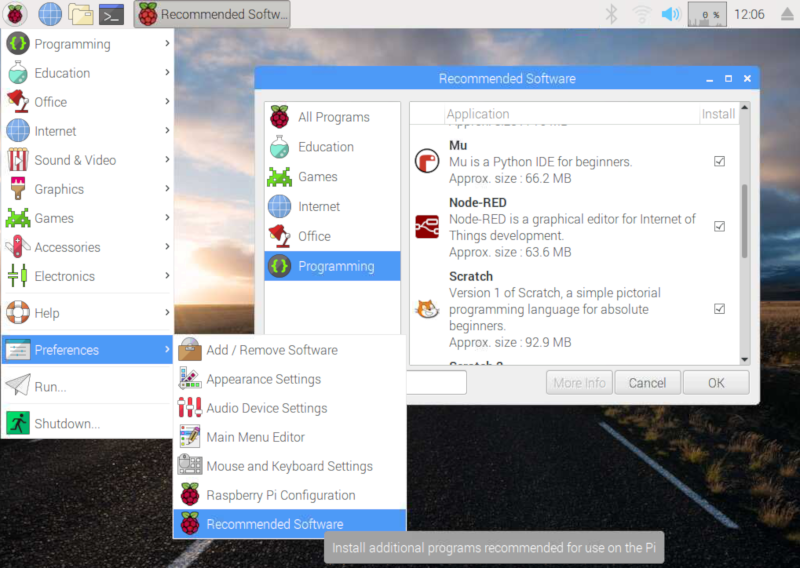 Recommended Softw...
0 %
12:06
Programming
Education
Office
Internet
Sound & Video
Graphics
Games
Accessories
Electronics
Help
Preferences
Run...
Shutdown...
Add / Remove Software
Appearance Settings
Audio Device Settings
Main Menu Editor
Mouse and Keyboard Settings
Raspberry Pi Configuration
Recommended Software
Install additional programs recommended for use on the Pi
Recommended Software
All Programs
Education
Games
Internet
Office
Programming
Application Install
Mu
Mu is a Python IDE for beginners.
Approx. size : 66.2 MB
Node-RED
Node-RED is a graphical editor for Internet of
Things development.
Approx. size : 63.6 MB
Scratch
Version 1 of Scratch, a simple pictorial
programming language for absolute
beginners.
Approx. size : 92.9 MB
More Info Cancel OK